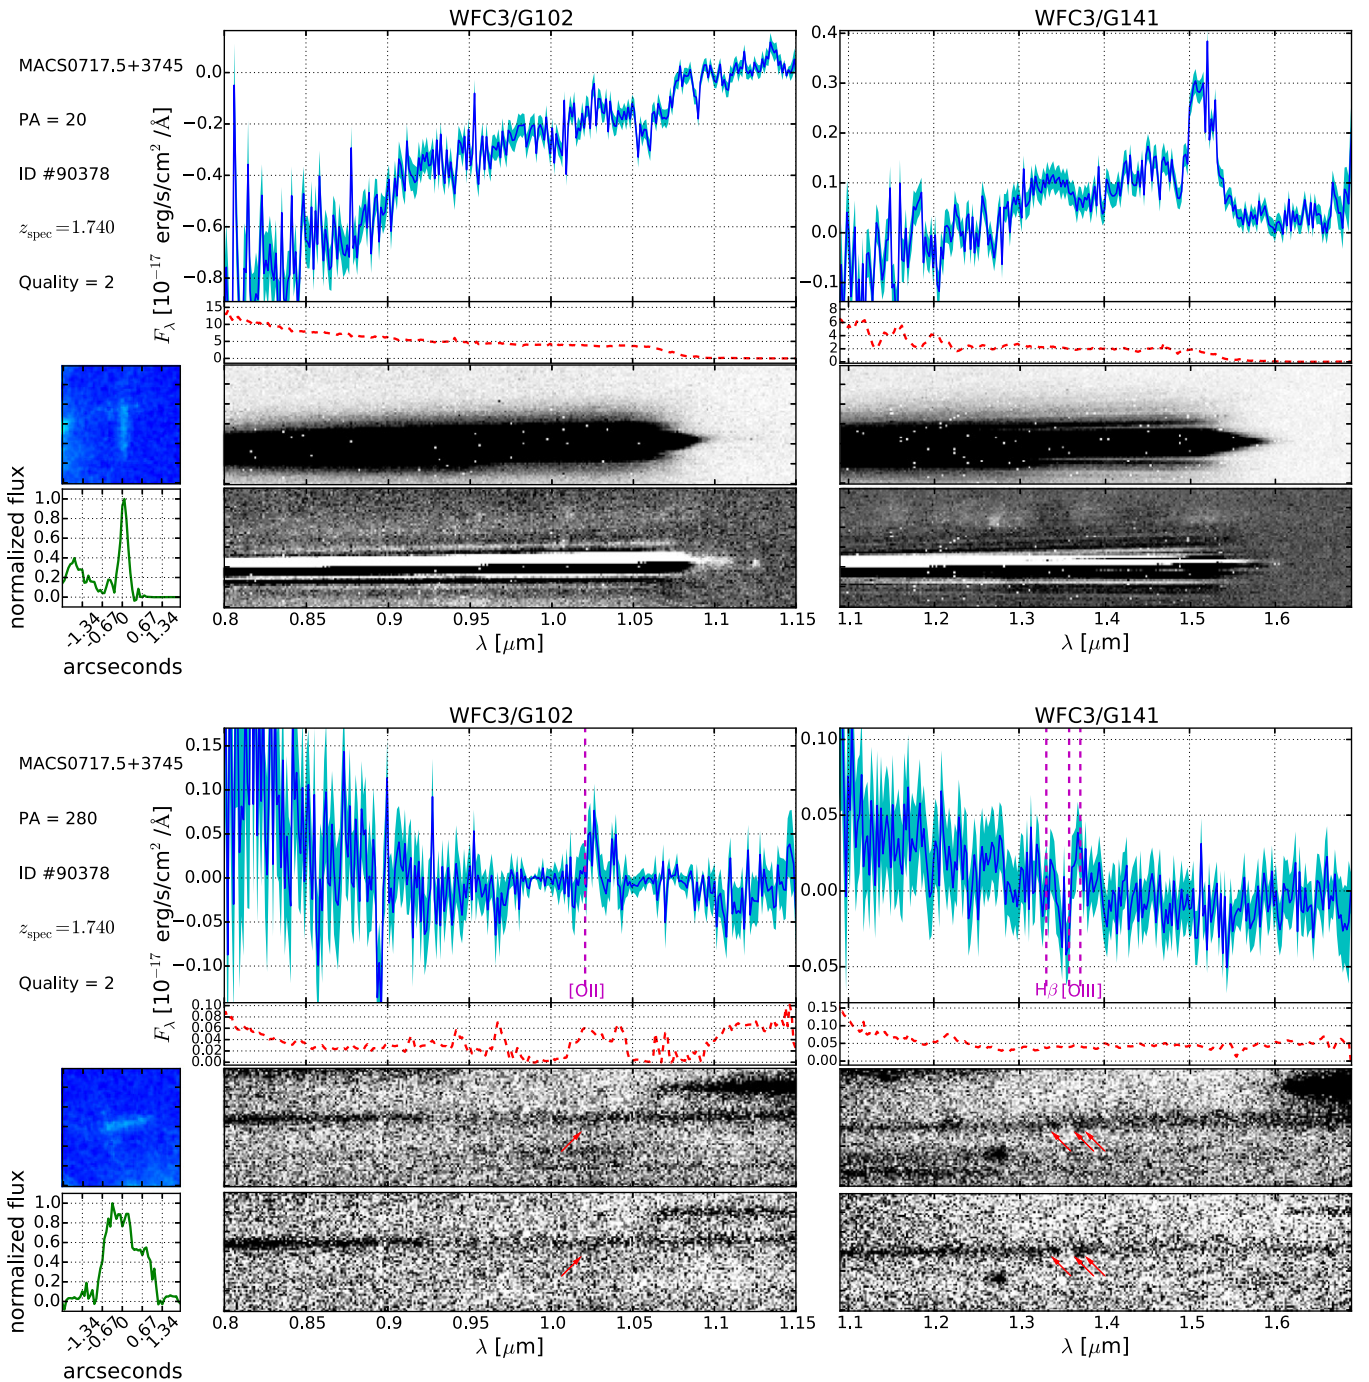 WFC3/G102
WFC3/G141
MACS0717.5+3745
PA = 20
ID #90378
z_spec = 1.740
Quality = 2
F_λ [10^−17 erg/s/cm² /Å]
0.0
−0.2
−0.4
−0.6
−0.8
15
10
5
0
0.4
0.3
0.2
0.1
0.0
−0.1
8
6
4
2
0
normalized flux
1.0
0.8
0.6
0.4
0.2
0.0
−1.34
−0.67
0
0.67
1.34
arcseconds
0.8 0.85 0.9 0.95 1.0 1.05 1.1 1.15
λ [μm]
1.1 1.2 1.3 1.4 1.5 1.6
λ [μm]
WFC3/G102
WFC3/G141
MACS0717.5+3745
PA = 280
ID #90378
z_spec = 1.740
Quality = 2
F_λ [10^−17 erg/s/cm² /Å]
0.15
0.10
0.05
0.00
−0.05
−0.10
[OII]
0.10
0.08
0.06
0.04
0.02
0.00
0.10
0.05
0.00
−0.05
Hβ [OIII]
0.15
0.10
0.05
0.00
normalized flux
1.0
0.8
0.6
0.4
0.2
0.0
−1.34
−0.67
0
0.67
1.34
arcseconds
0.8 0.85 0.9 0.95 1.0 1.05 1.1 1.15
λ [μm]
1.1 1.2 1.3 1.4 1.5 1.6
λ [μm]